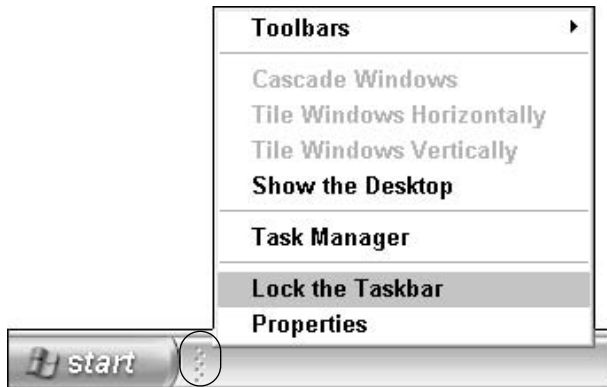 Toolbars
Cascade Windows
Tile Windows Horizontally
Tile Windows Vertically
Show the Desktop
Task Manager
Lock the Taskbar
Properties
start